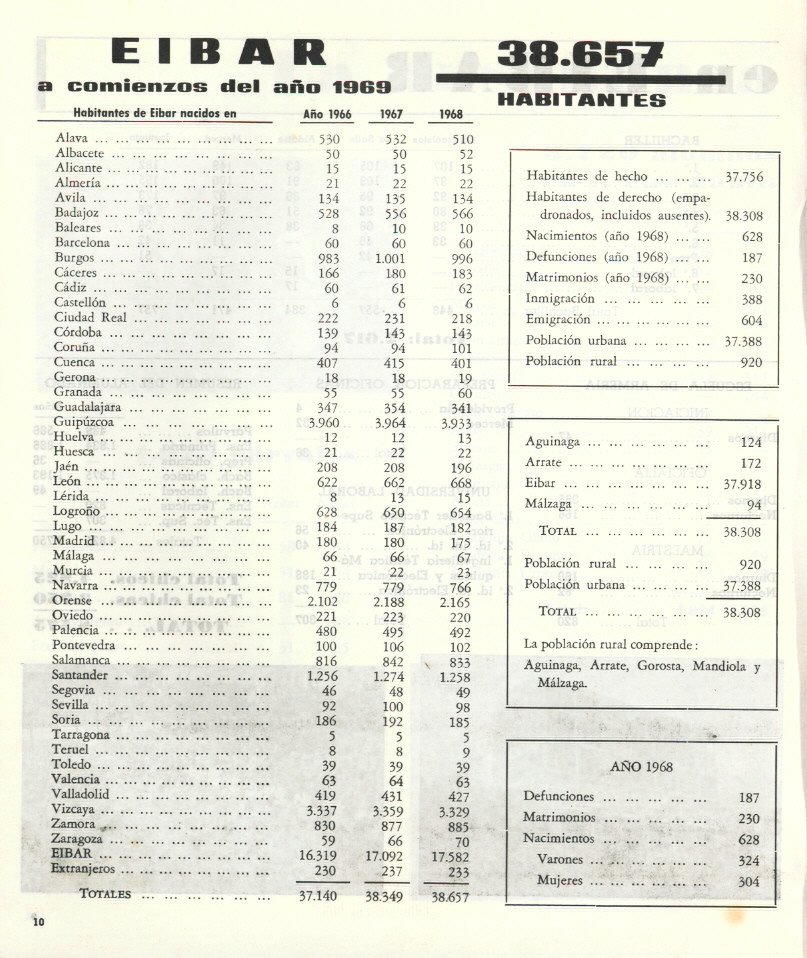 EIBAR
a comienzos del año 1969
38.657
HABITANTES
Habitantes de Eibar nacidos en Año 1966 1967 1968
Alava ... 530 532 510
Albacete ... 50 50 52
Alicante ... 15 15 15
Almería ... 21 22 22
Avila ... 134 135 134
Badajoz ... 528 556 566
Baleares ... 8 10 10
Barcelona ... 60 60 60
Burgos ... 983 1.001 996
Cáceres ... 166 180 183
Cádiz ... 60 61 62
Castellón ... 6 6 6
Ciudad Real ... 222 231 218
Córdoba ... 139 143 143
Coruña ... 94 94 101
Cuenca ... 407 415 401
Gerona ... 18 18 19
Granada ... 55 55 60
Guadalajara ... 347 354 341
Guipúzcoa ... 3.960 3.964 3.933
Huelva ... 12 12 13
Huesca ... 21 22 22
Jaén ... 208 208 196
León ... 622 662 668
Lérida ... 8 13 13
Logroño ... 628 650 654
Lugo ... 184 187 182
Madrid ... 180 180 175
Málaga ... 66 66 67
Murcia ... 21 22 23
Navarra ... 779 779 766
Orense ... 2.102 2.188 2.165
Oviedo ... 221 223 220
Palencia ... 480 495 492
Pontevedra ... 100 106 102
Salamanca ... 816 842 833
Santander ... 1.256 1.274 1.258
Segovia ... 46 48 49
Sevilla ... 92 100 98
Soria ... 186 192 185
Tarragona ... 5 5 5
Teruel ... 8 8 9
Toledo ... 39 39 39
Valencia ... 63 64 63
Valladolid ... 419 431 427
Vizcaya ... 3.337 3.359 3.329
Zamora ... 830 877 885
Zaragoza ... 59 66 70
EIBAR ... 16.319 17.092 17.582
Extranjeros ... 230 237 233
TOTALES ... 37.140 38.349 38.657
Habitantes de hecho ... 37.756
Habitantes de derecho (empa-
dronados, incluidos ausentes). 38.308
Nacimientos (año 1968) ... 628
Defunciones (año 1968) ... 187
Matrimonios (año 1968) ... 230
Inmigración ... 388
Emigración ... 604
Población urbana ... 37.388
Población rural ... 920
Aguinaga ... 124
Arrate ... 172
Eibar ... 37.918
Málzaga ... 94
TOTAL ... 38.308
Población rural ... 920
Población urbana ... 37.388
TOTAL ... 38.308
La población rural comprende:
Aguinaga, Arrate, Gorosta, Mandiola y
Málzaga.
AÑO 1968
Defunciones ... 187
Matrimonios ... 230
Nacimientos ... 628
Varones ... 324
Mujeres ... 304
10